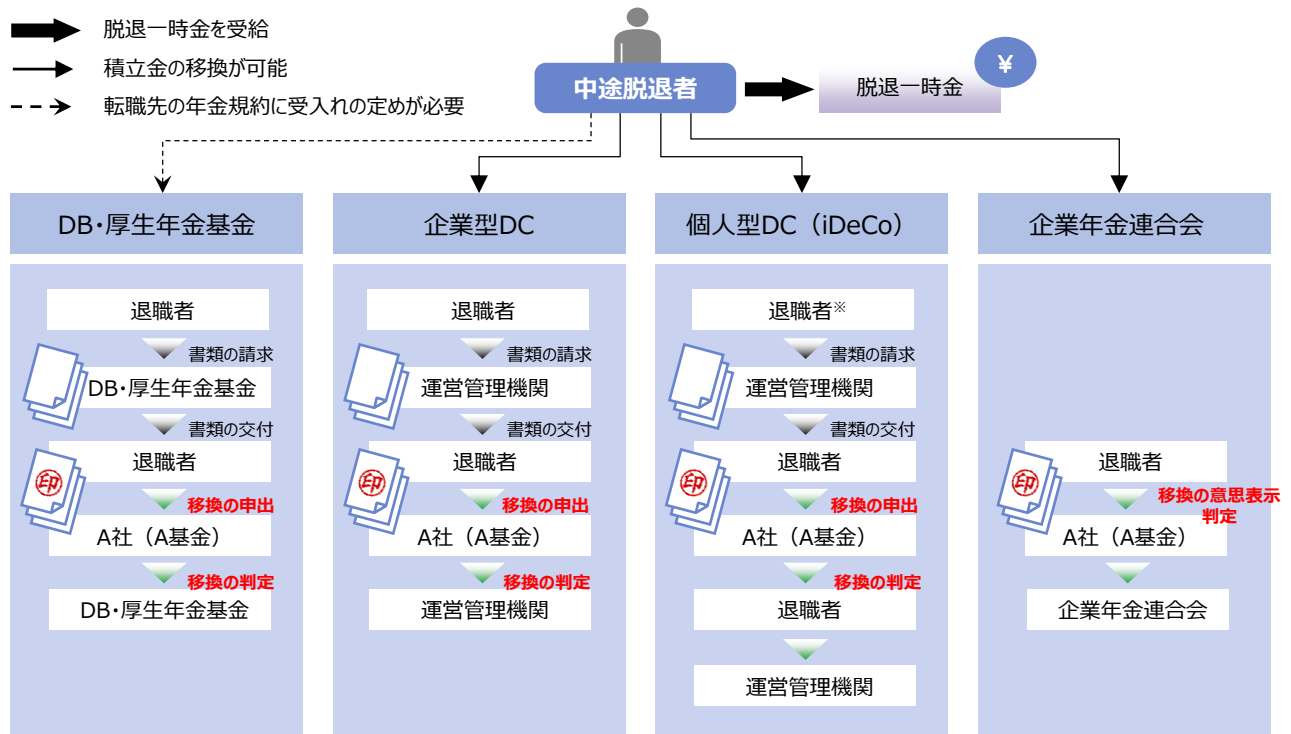 脱退一時金を受給
積立金の移換が可能
転職先の年金規約に受入れの定めが必要
中途脱退者
脱退一時金
¥
DB・厚生年金基金
退職者
書類の請求
DB・厚生年金基金
書類の交付
退職者
印
移換の申出
A社（A基金）
移換の判定
DB・厚生年金基金
企業型DC
退職者
書類の請求
運営管理機関
書類の交付
退職者
印
移換の申出
A社（A基金）
移換の判定
運営管理機関
個人型DC（iDeCo）
退職者※
書類の請求
運営管理機関
書類の交付
退職者
印
移換の申出
A社（A基金）
移換の判定
退職者
運営管理機関
企業年金連合会
退職者
印
移換の意思表示
判定
A社（A基金）
企業年金連合会